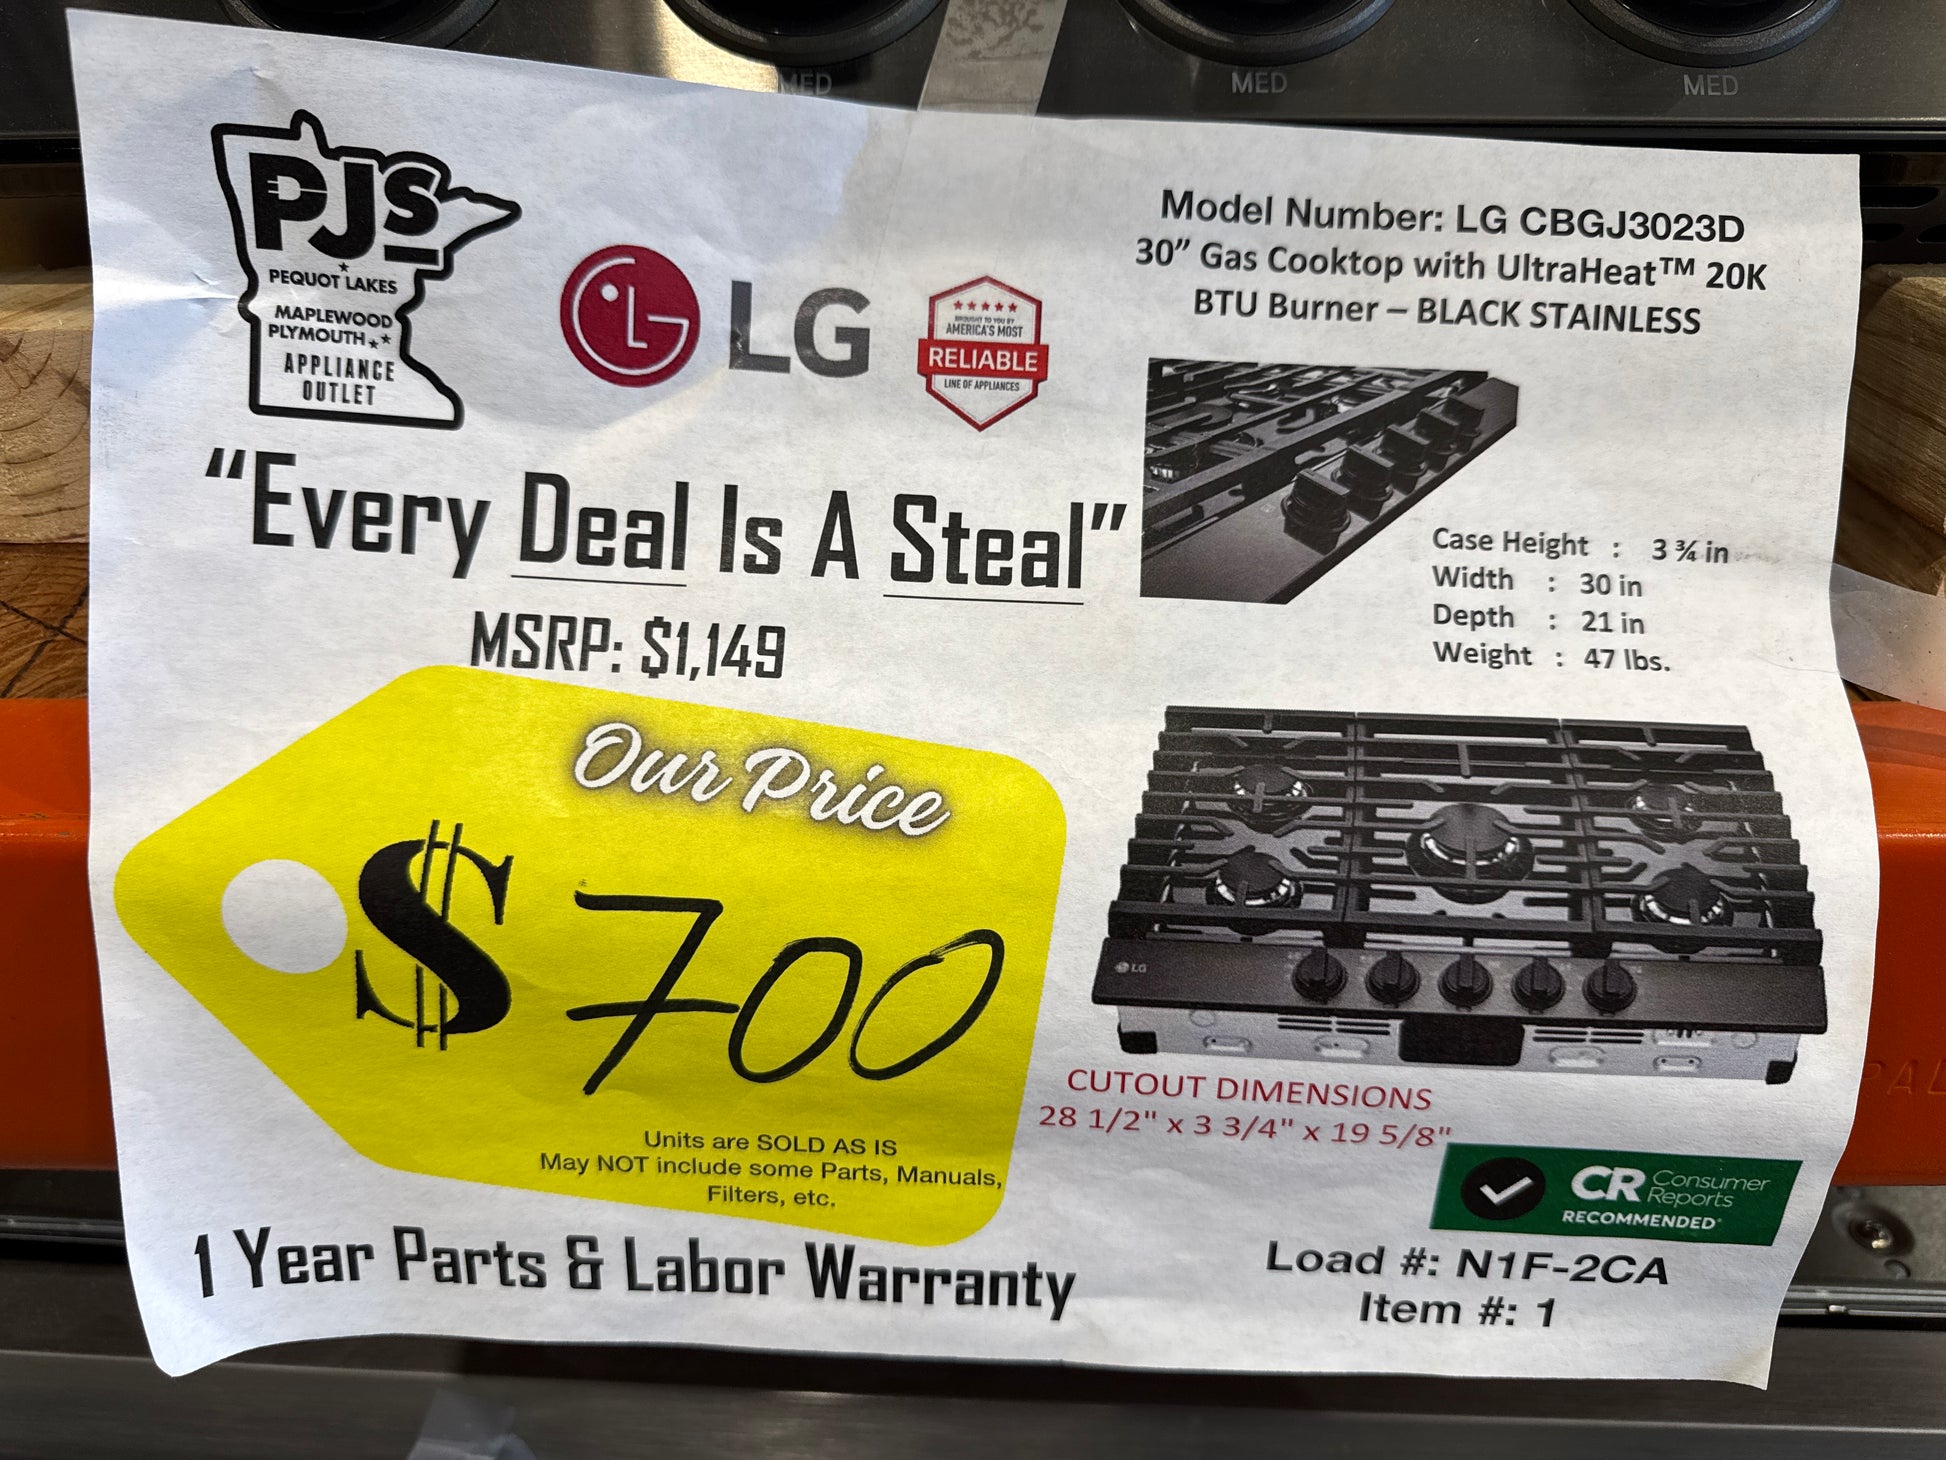 MED
MED
MED
PJS
PEQUOT LAKES
MAPLEWOOD
PLYMOUTH
APPLIANCE
OUTLET
LG
BROUGHT TO YOU BY
AMERICA'S MOST
RELIABLE
LINE OF APPLIANCES
Model Number: LG CBGJ3023D
30” Gas Cooktop with UltraHeat™ 20K
BTU Burner – BLACK STAINLESS
“Every Deal Is A Steal”
MSRP: $1,149
Case Height : 3 ¾ in
Width : 30 in
Depth : 21 in
Weight : 47 lbs.
Our Price
$ 700
Units are SOLD AS IS
May NOT include some Parts, Manuals,
Filters, etc.
1 Year Parts & Labor Warranty
LG
CUTOUT DIMENSIONS
28 1/2" x 3 3/4" x 19 5/8"
CR Consumer
Reports
RECOMMENDED
Load #: N1F-2CA
Item #: 1